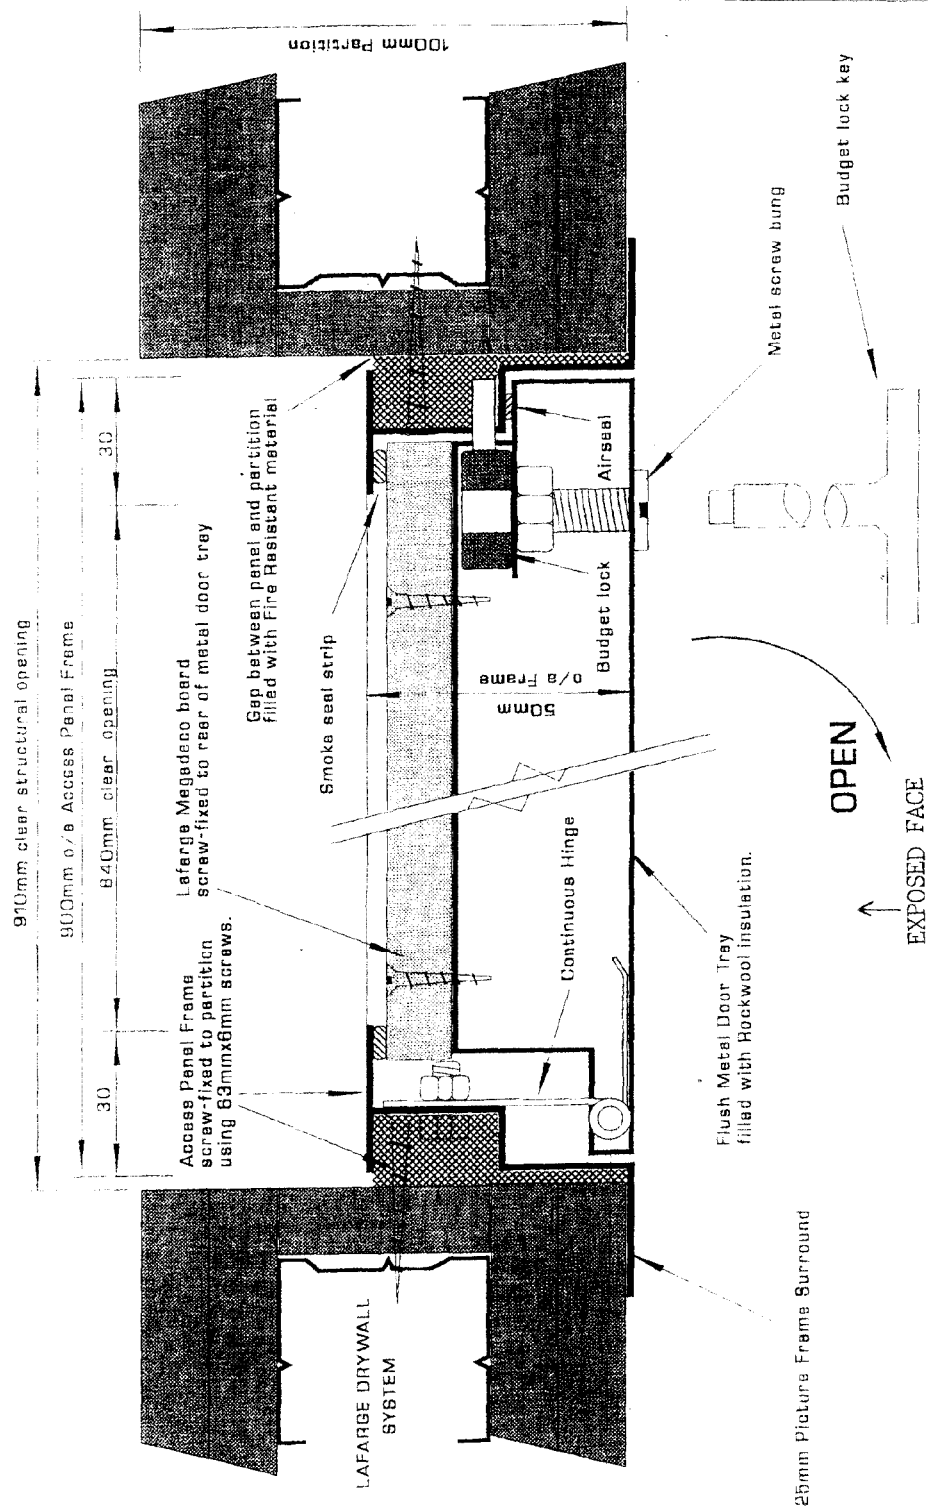 910mm clear structural opening
900mm o/a Access Panel Frame
30
840mm clear opening
30
Access Panel Frame
screw-fixed to partition
using 63mmx6mm screws.
Lafarge Megadeco board
screw-fixed to rear of metal door tray
Gap between panel and partition
filled with Fire Resistant material
Smoke seal strip
100mm Partition
LAFARGE DRYWALL
SYSTEM
50mm
o/a Frame
Continuous Hinge
Budget lock
Airseal
25mm Picture Frame Surround
Flush Metal Door Tray
filled with Rockwool insulation.
OPEN
EXPOSED FACE
Metal screw bung
Budget lock key